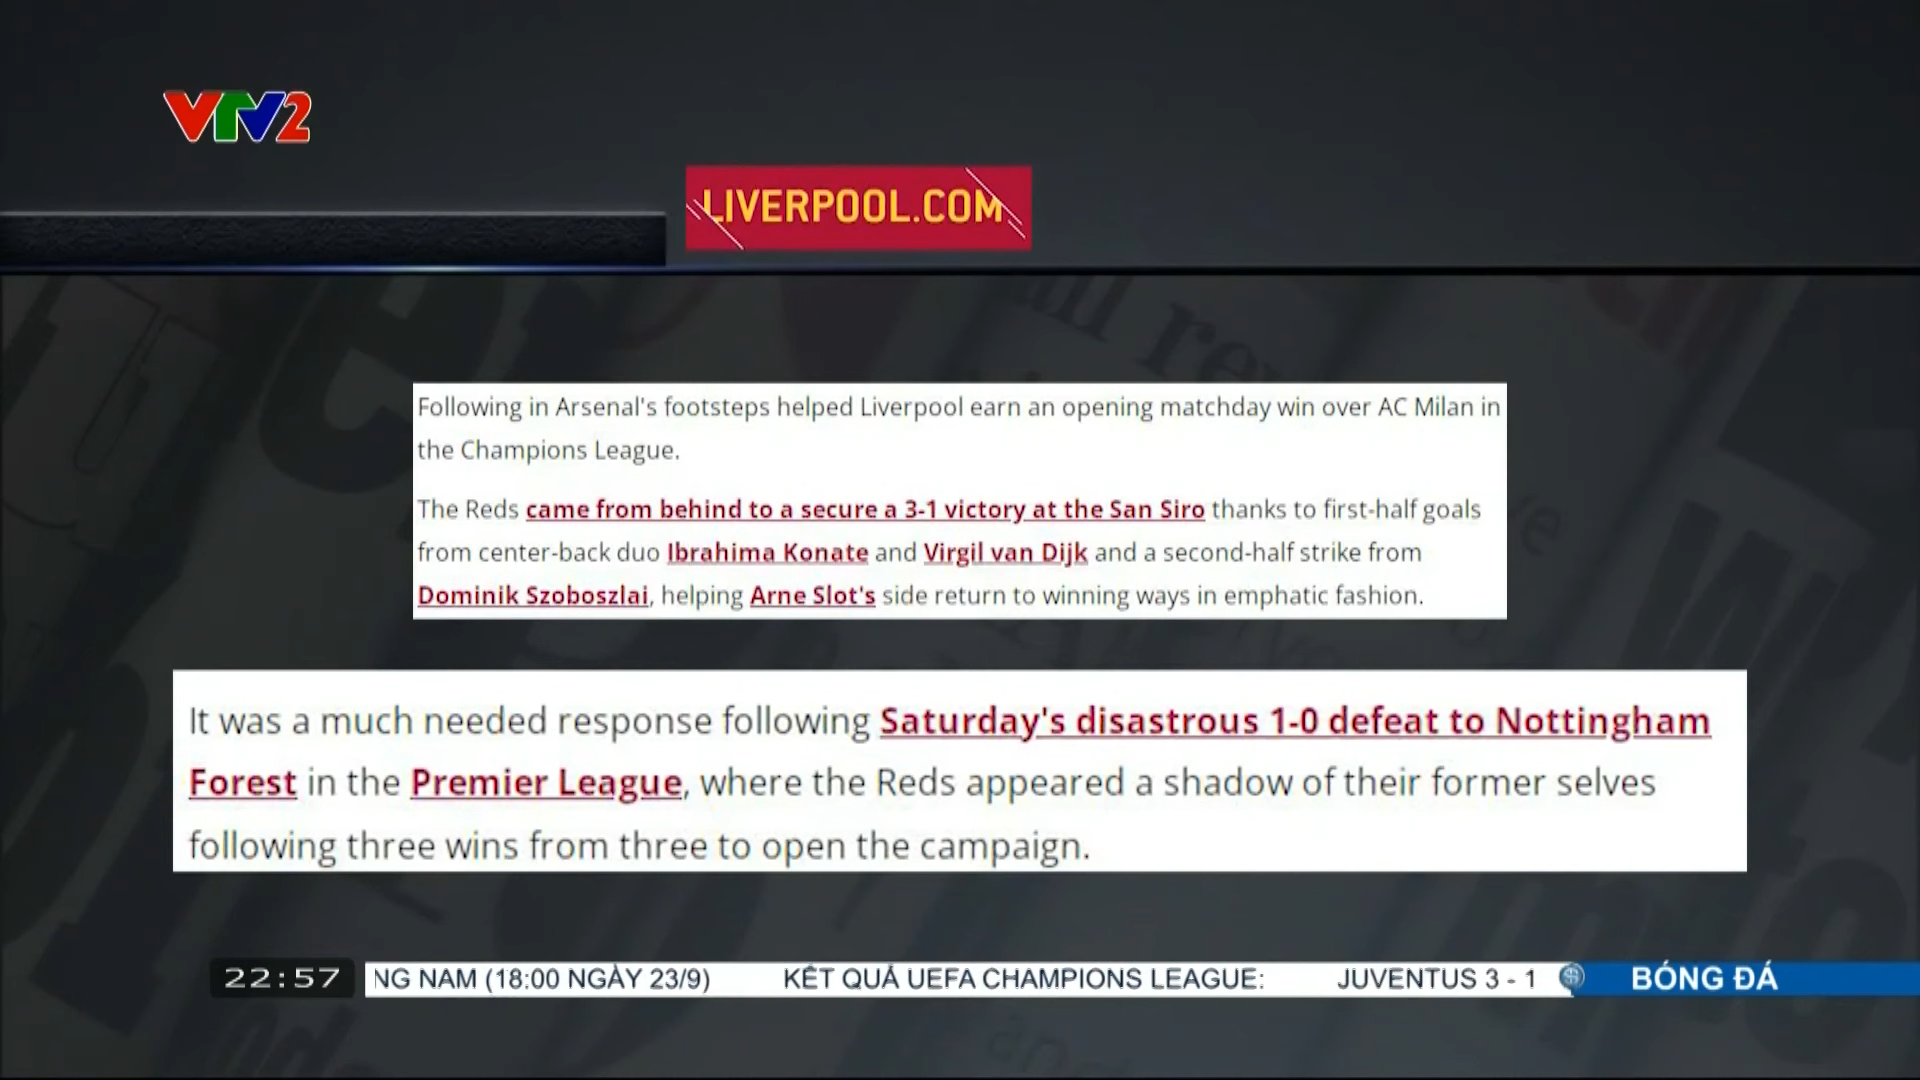 VTV2
LIVERPOOL.COM
Following in Arsenal's footsteps helped Liverpool earn an opening matchday win over AC Milan in
the Champions League.
The Reds came from behind to a secure a 3-1 victory at the San Siro thanks to first-half goals
from center-back duo Ibrahima Konate and Virgil van Dijk and a second-half strike from
Dominik Szoboszlai, helping Arne Slot's side return to winning ways in emphatic fashion.
It was a much needed response following Saturday's disastrous 1-0 defeat to Nottingham
Forest in the Premier League, where the Reds appeared a shadow of their former selves
following three wins from three to open the campaign.
22:57 NG NAM (18:00 NGÀY 23/9) KẾT QUẢ UEFA CHAMPIONS LEAGUE: JUVENTUS 3 - 1 BÓNG ĐÁ